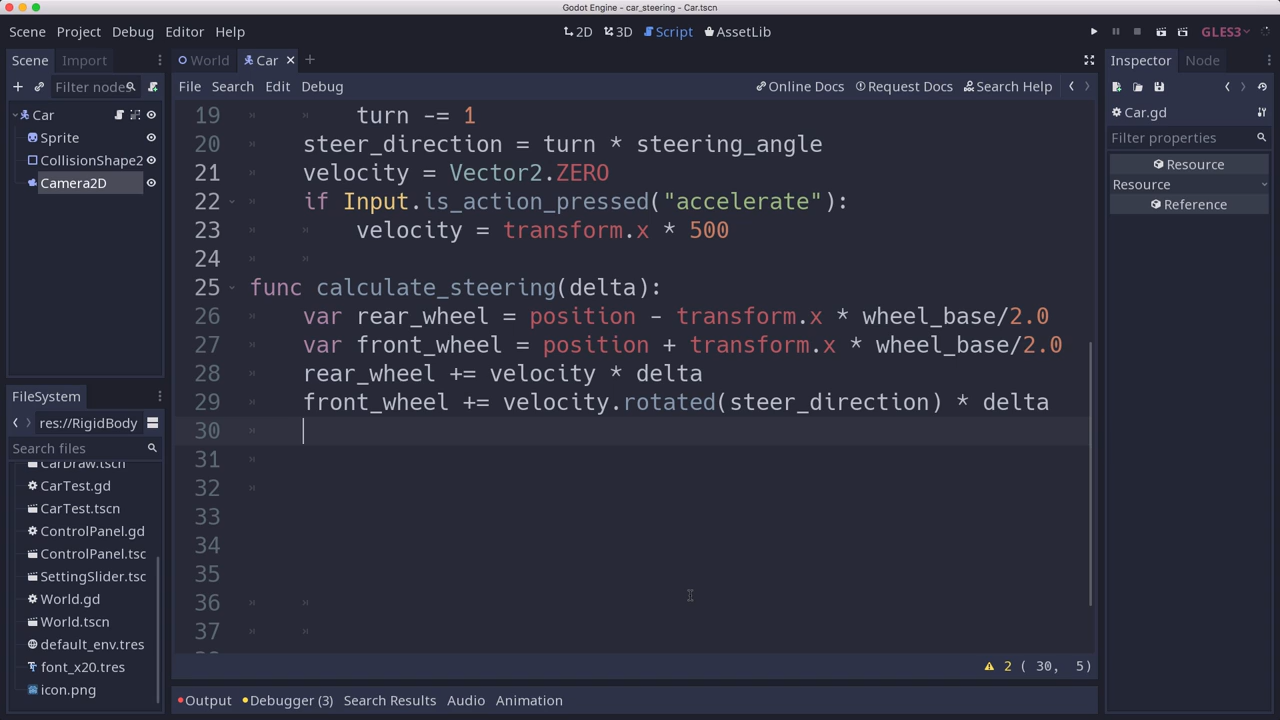 Godot Engine - car_steering - Car.tscn
Scene Project Debug Editor Help
2D 3D Script AssetLib
GLES3
Scene Import
World Car
Inspector Node
Filter nodes
File Search Edit Debug
Online Docs Request Docs Search Help
Car
Sprite
CollisionShape2
Camera2D
Car.gd
Filter properties
Resource
Resource
Reference
19 turn -= 1
20 steer_direction = turn * steering_angle
21 velocity = Vector2.ZERO
22 if Input.is_action_pressed("accelerate"):
23 velocity = transform.x * 500
24
25 func calculate_steering(delta):
26 var rear_wheel = position - transform.x * wheel_base/2.0
27 var front_wheel = position + transform.x * wheel_base/2.0
28 rear_wheel += velocity * delta
29 front_wheel += velocity.rotated(steer_direction) * delta
30
31
32
33
34
35
36
37
FileSystem
res://RigidBody
Search files
CarDraw.tscn
CarTest.gd
CarTest.tscn
ControlPanel.gd
ControlPanel.tsc
SettingSlider.tsc
World.gd
World.tscn
default_env.tres
font_x20.tres
icon.png
2 ( 30, 5)
Output Debugger (3) Search Results Audio Animation